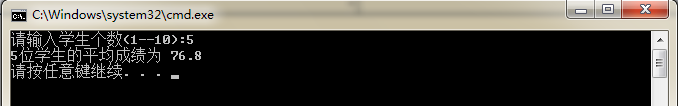 C:\Windows\system32\cmd.exe
请输入学生个数(1--10):5
5位学生的平均成绩为 76.8
请按任意键继续. . .